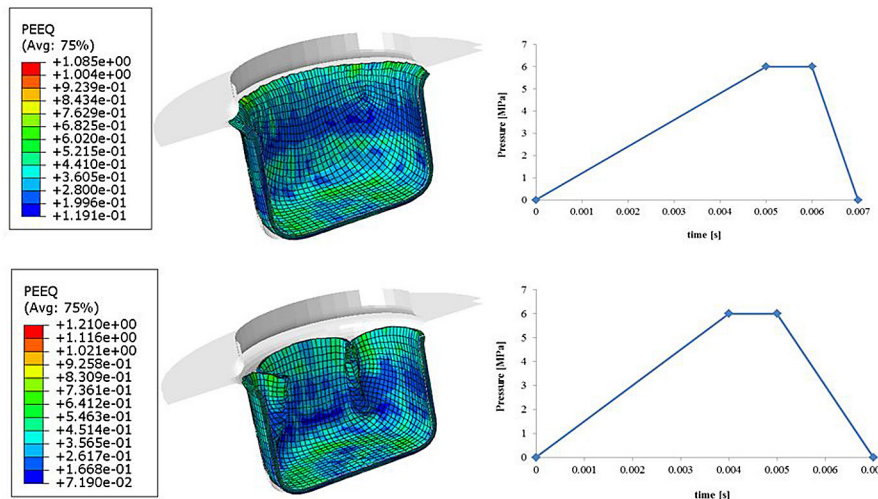 PEEQ
(Avg: 75%)
+1.085e+00
+1.004e+00
+9.239e-01
+8.434e-01
+7.629e-01
+6.825e-01
+6.020e-01
+5.215e-01
+4.410e-01
+3.605e-01
+2.800e-01
+1.996e-01
+1.191e-01
7
6
5
4
3
2
1
0
Pressure [MPa]
0 0.001 0.002 0.003 0.004 0.005 0.006 0.007
time [s]
PEEQ
(Avg: 75%)
+1.210e+00
+1.116e+00
+1.021e+00
+9.258e-01
+8.309e-01
+7.361e-01
+6.412e-01
+5.463e-01
+4.514e-01
+3.565e-01
+2.617e-01
+1.668e-01
+7.190e-02
7
6
5
4
3
2
1
0
Pressure [MPa]
0 0.001 0.002 0.003 0.004 0.005 0.006 0.00
time [s]